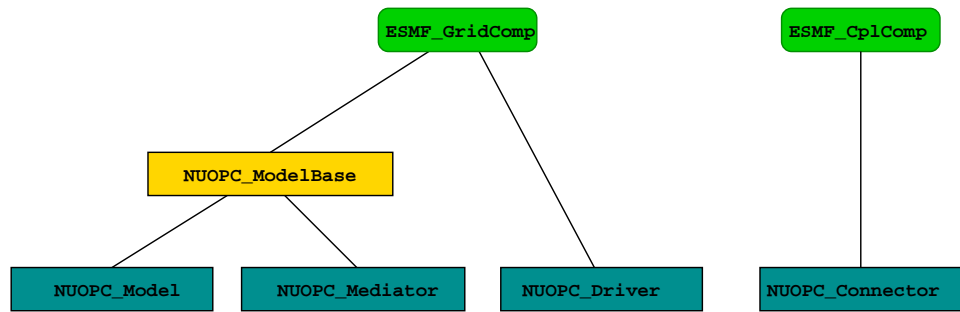 ESMF_GridComp
ESMF_CplComp
NUOPC_ModelBase
NUOPC_Model
NUOPC_Mediator
NUOPC_Driver
NUOPC_Connector